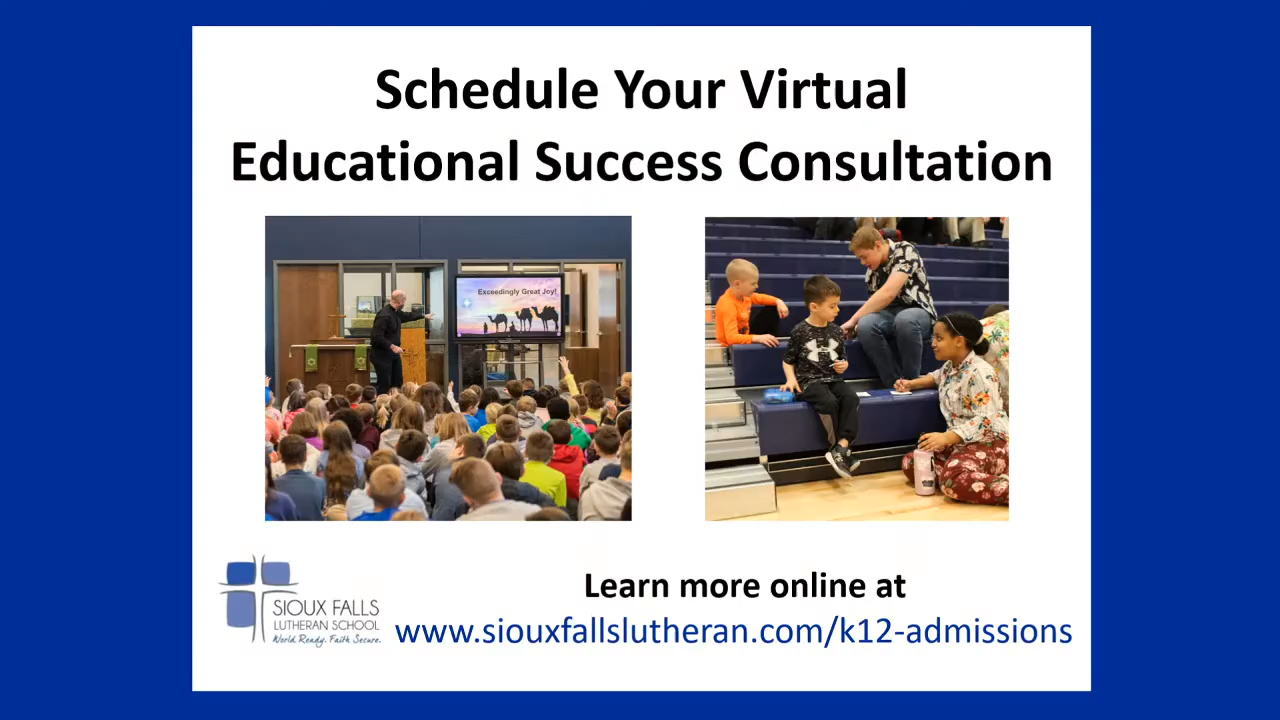 Schedule Your Virtual
Educational Success Consultation
Exceedingly Great Joy!
SIOUX FALLS
LUTHERAN SCHOOL
World Ready. Faith Secure.
Learn more online at
www.siouxfallslutheran.com/k12-admissions